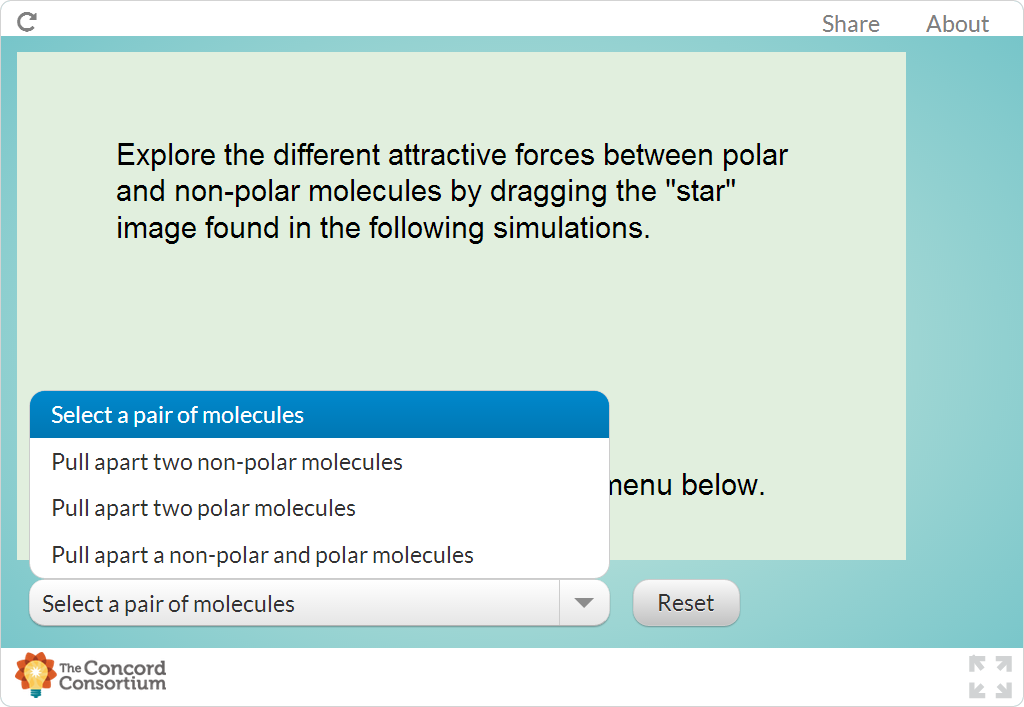 Share About
Explore the different attractive forces between polar
and non-polar molecules by dragging the "star"
image found in the following simulations.
Select a pair of molecules
Pull apart two non-polar molecules
menu below.
Pull apart two polar molecules
Pull apart a non-polar and polar molecules
Select a pair of molecules
Reset
The Concord
Consortium